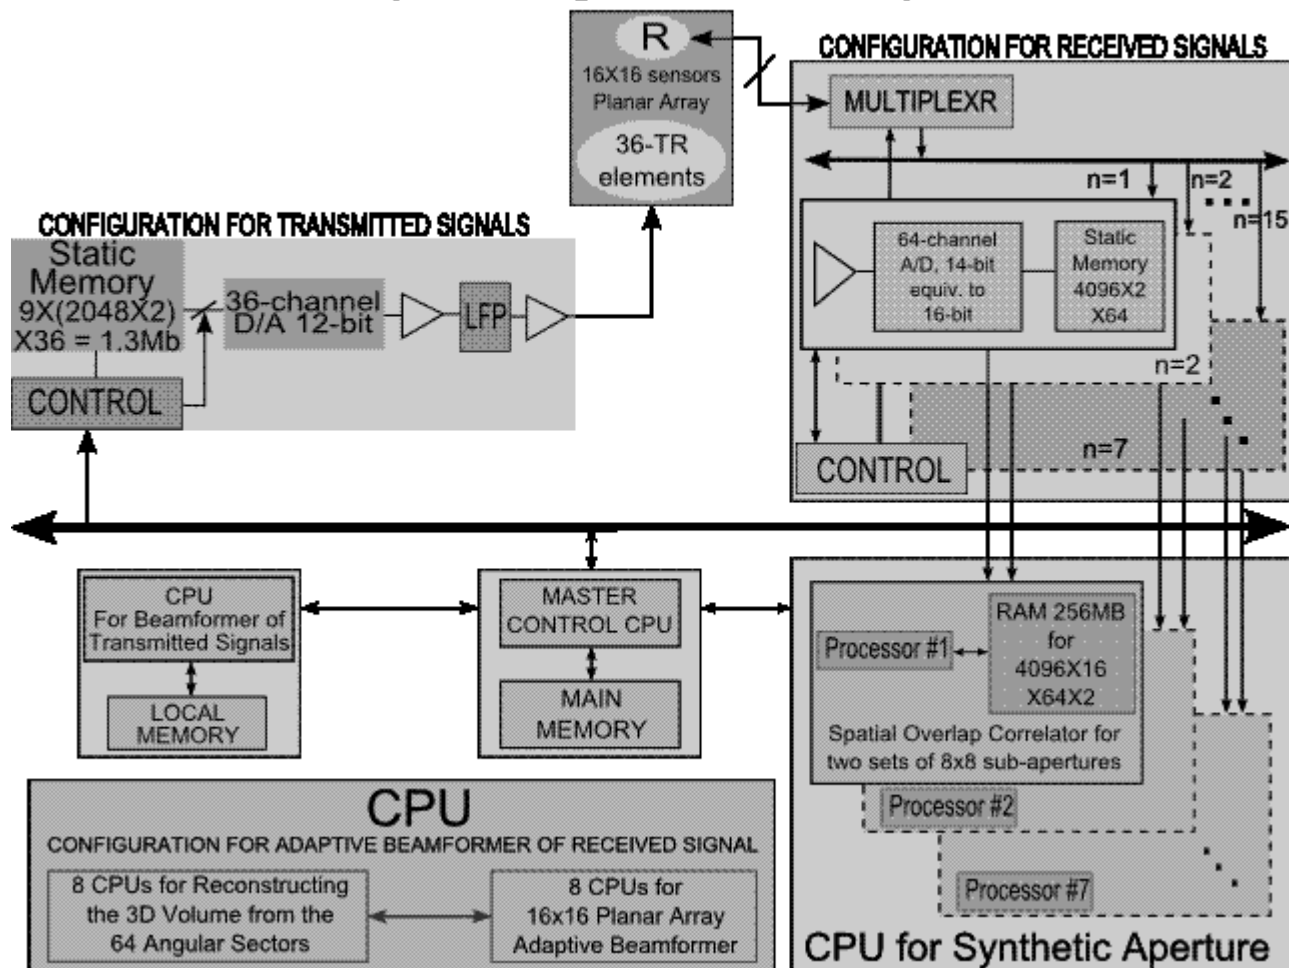 R
16X16 sensors
Planar Array
36-TR
elements
CONFIGURATION FOR RECEIVED SIGNALS
MULTIPLEXR
n=1
n=2
n=15
64-channel
A/D, 14-bit
equiv. to
16-bit
Static
Memory
4096X2
X64
n=2
n=7
CONTROL
CONFIGURATION FOR TRANSMITTED SIGNALS
Static
Memory
9X(2048X2)
X36 = 1.3Mb
36-channel
D/A 12-bit
LFP
CONTROL
CPU
For Beamformer of
Transmitted Signals
LOCAL
MEMORY
MASTER
CONTROL CPU
MAIN
MEMORY
Processor #1
RAM 256MB
for
4096X16
X64X2
Spatial Overlap Correlator for
two sets of 8x8 sub-apertures
Processor #2
Processor #7
CPU for Synthetic Aperture
CPU
CONFIGURATION FOR ADAPTIVE BEAMFORMER OF RECEIVED SIGNAL
8 CPUs for Reconstructing
the 3D Volume from the
64 Angular Sectors
8 CPUs for
16x16 Planar Array
Adaptive Beamformer